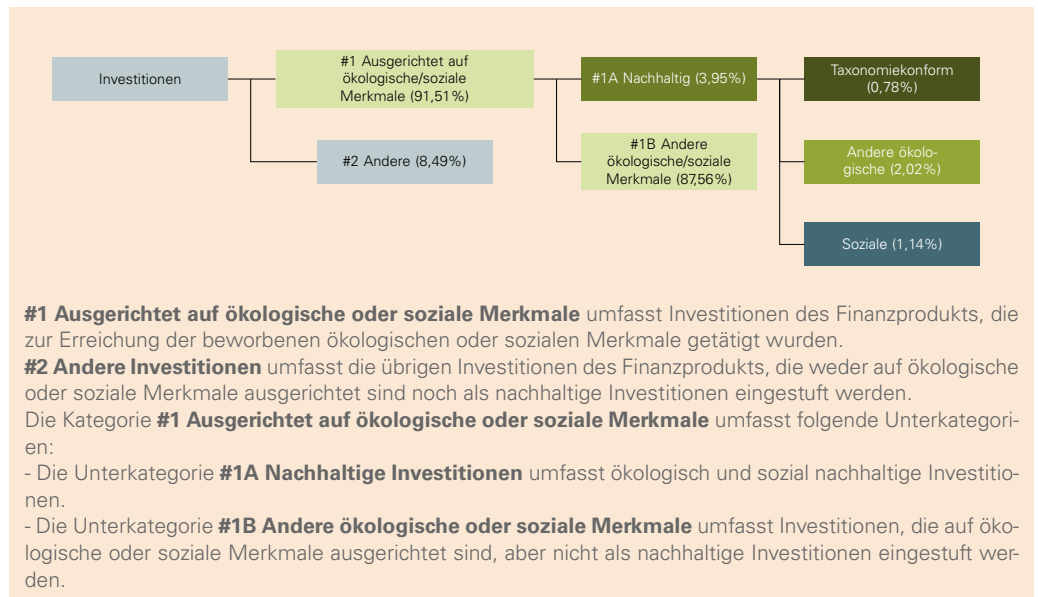 Investitionen
#1 Ausgerichtet auf
ökologische/soziale
Merkmale (91,51%)
#2 Andere (8,49%)
#1A Nachhaltig (3,95%)
#1B Andere
ökologische/soziale
Merkmale (87,56%)
Taxonomiekonform
(0,78%)
Andere ökolo-
gische (2,02%)
Soziale (1,14%)
#1 Ausgerichtet auf ökologische oder soziale Merkmale umfasst Investitionen des Finanzprodukts, die
zur Erreichung der beworbenen ökologischen oder sozialen Merkmale getätigt wurden.
#2 Andere Investitionen umfasst die übrigen Investitionen des Finanzprodukts, die weder auf ökologische
oder soziale Merkmale ausgerichtet sind noch als nachhaltige Investitionen eingestuft werden.
Die Kategorie #1 Ausgerichtet auf ökologische oder soziale Merkmale umfasst folgende Unterkategori-
en:
- Die Unterkategorie #1A Nachhaltige Investitionen umfasst ökologisch und sozial nachhaltige Investitio-
nen.
- Die Unterkategorie #1B Andere ökologische oder soziale Merkmale umfasst Investitionen, die auf öko-
logische oder soziale Merkmale ausgerichtet sind, aber nicht als nachhaltige Investitionen eingestuft wer-
den.